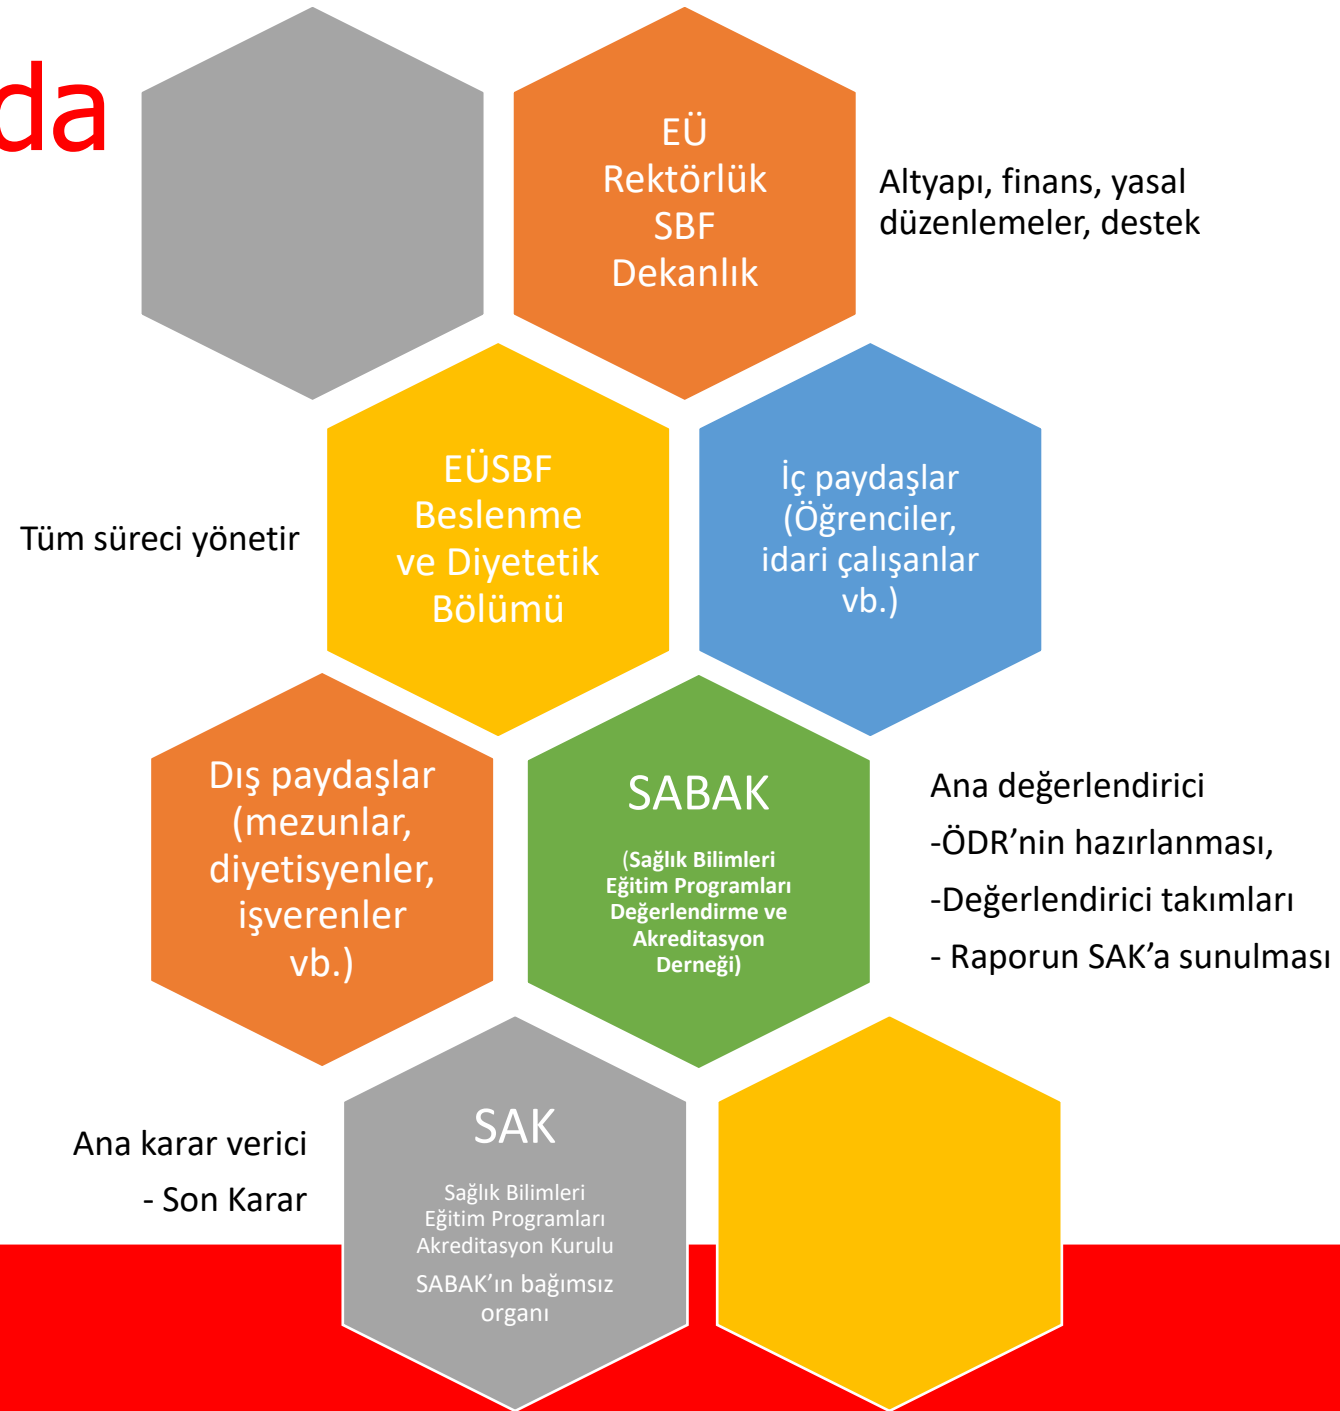 da
EÜ
Rektörlük
SBF
Dekanlık
Altyapı, finans, yasal
düzenlemeler, destek
Tüm süreci yönetir
EÜSBF
Beslenme
ve Diyetetik
Bölümü
İç paydaşlar
(Öğrenciler,
idari çalışanlar
vb.)
Dış paydaşlar
(mezunlar,
diyetisyenler,
işverenler
vb.)
SABAK
(Sağlık Bilimleri
Eğitim Programları
Değerlendirme ve
Akreditasyon
Derneği)
Ana değerlendirici
-ÖDR’nin hazırlanması,
-Değerlendirici takımları
- Raporun SAK’a sunulması
Ana karar verici
- Son Karar
SAK
Sağlık Bilimleri
Eğitim Programları
Akreditasyon Kurulu
SABAK’ın bağımsız
organı